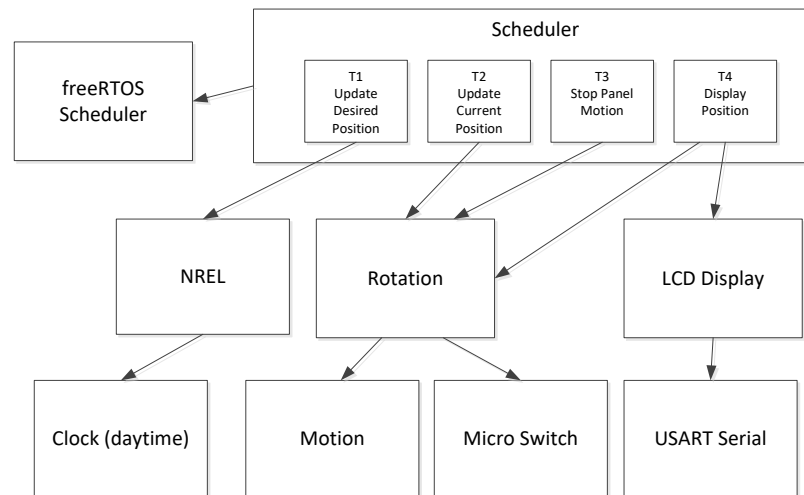 Scheduler
freeRTOS
Scheduler
T1
Update
Desired
Position
T2
Update
Current
Position
T3
Stop Panel
Motion
T4
Display
Position
NREL
Rotation
LCD Display
Clock (daytime)
Motion
Micro Switch
USART Serial